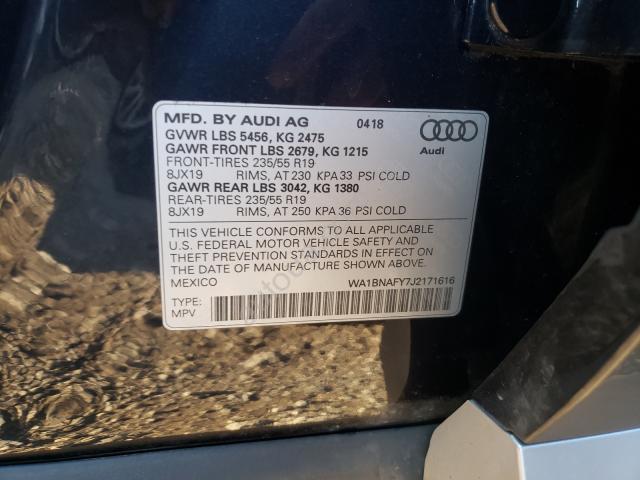 MFD. BY AUDI AG 0418
GVWR LBS 5456, KG 2475
GAWR FRONT LBS 2679, KG 1215
FRONT-TIRES 235/55 R19
8JX19 RIMS, AT 230 KPA 33 PSI COLD
GAWR REAR LBS 3042, KG 1380
REAR-TIRES 235/55 R19
8JX19 RIMS, AT 250 KPA 36 PSI COLD
Audi
THIS VEHICLE CONFORMS TO ALL APPLICABLE
U.S. FEDERAL MOTOR VEHICLE SAFETY AND
THEFT PREVENTION STANDARDS IN EFFECT ON
THE DATE OF MANUFACTURE SHOWN ABOVE.
MEXICO WA1BNAFY7J2171616
TYPE:
MPV